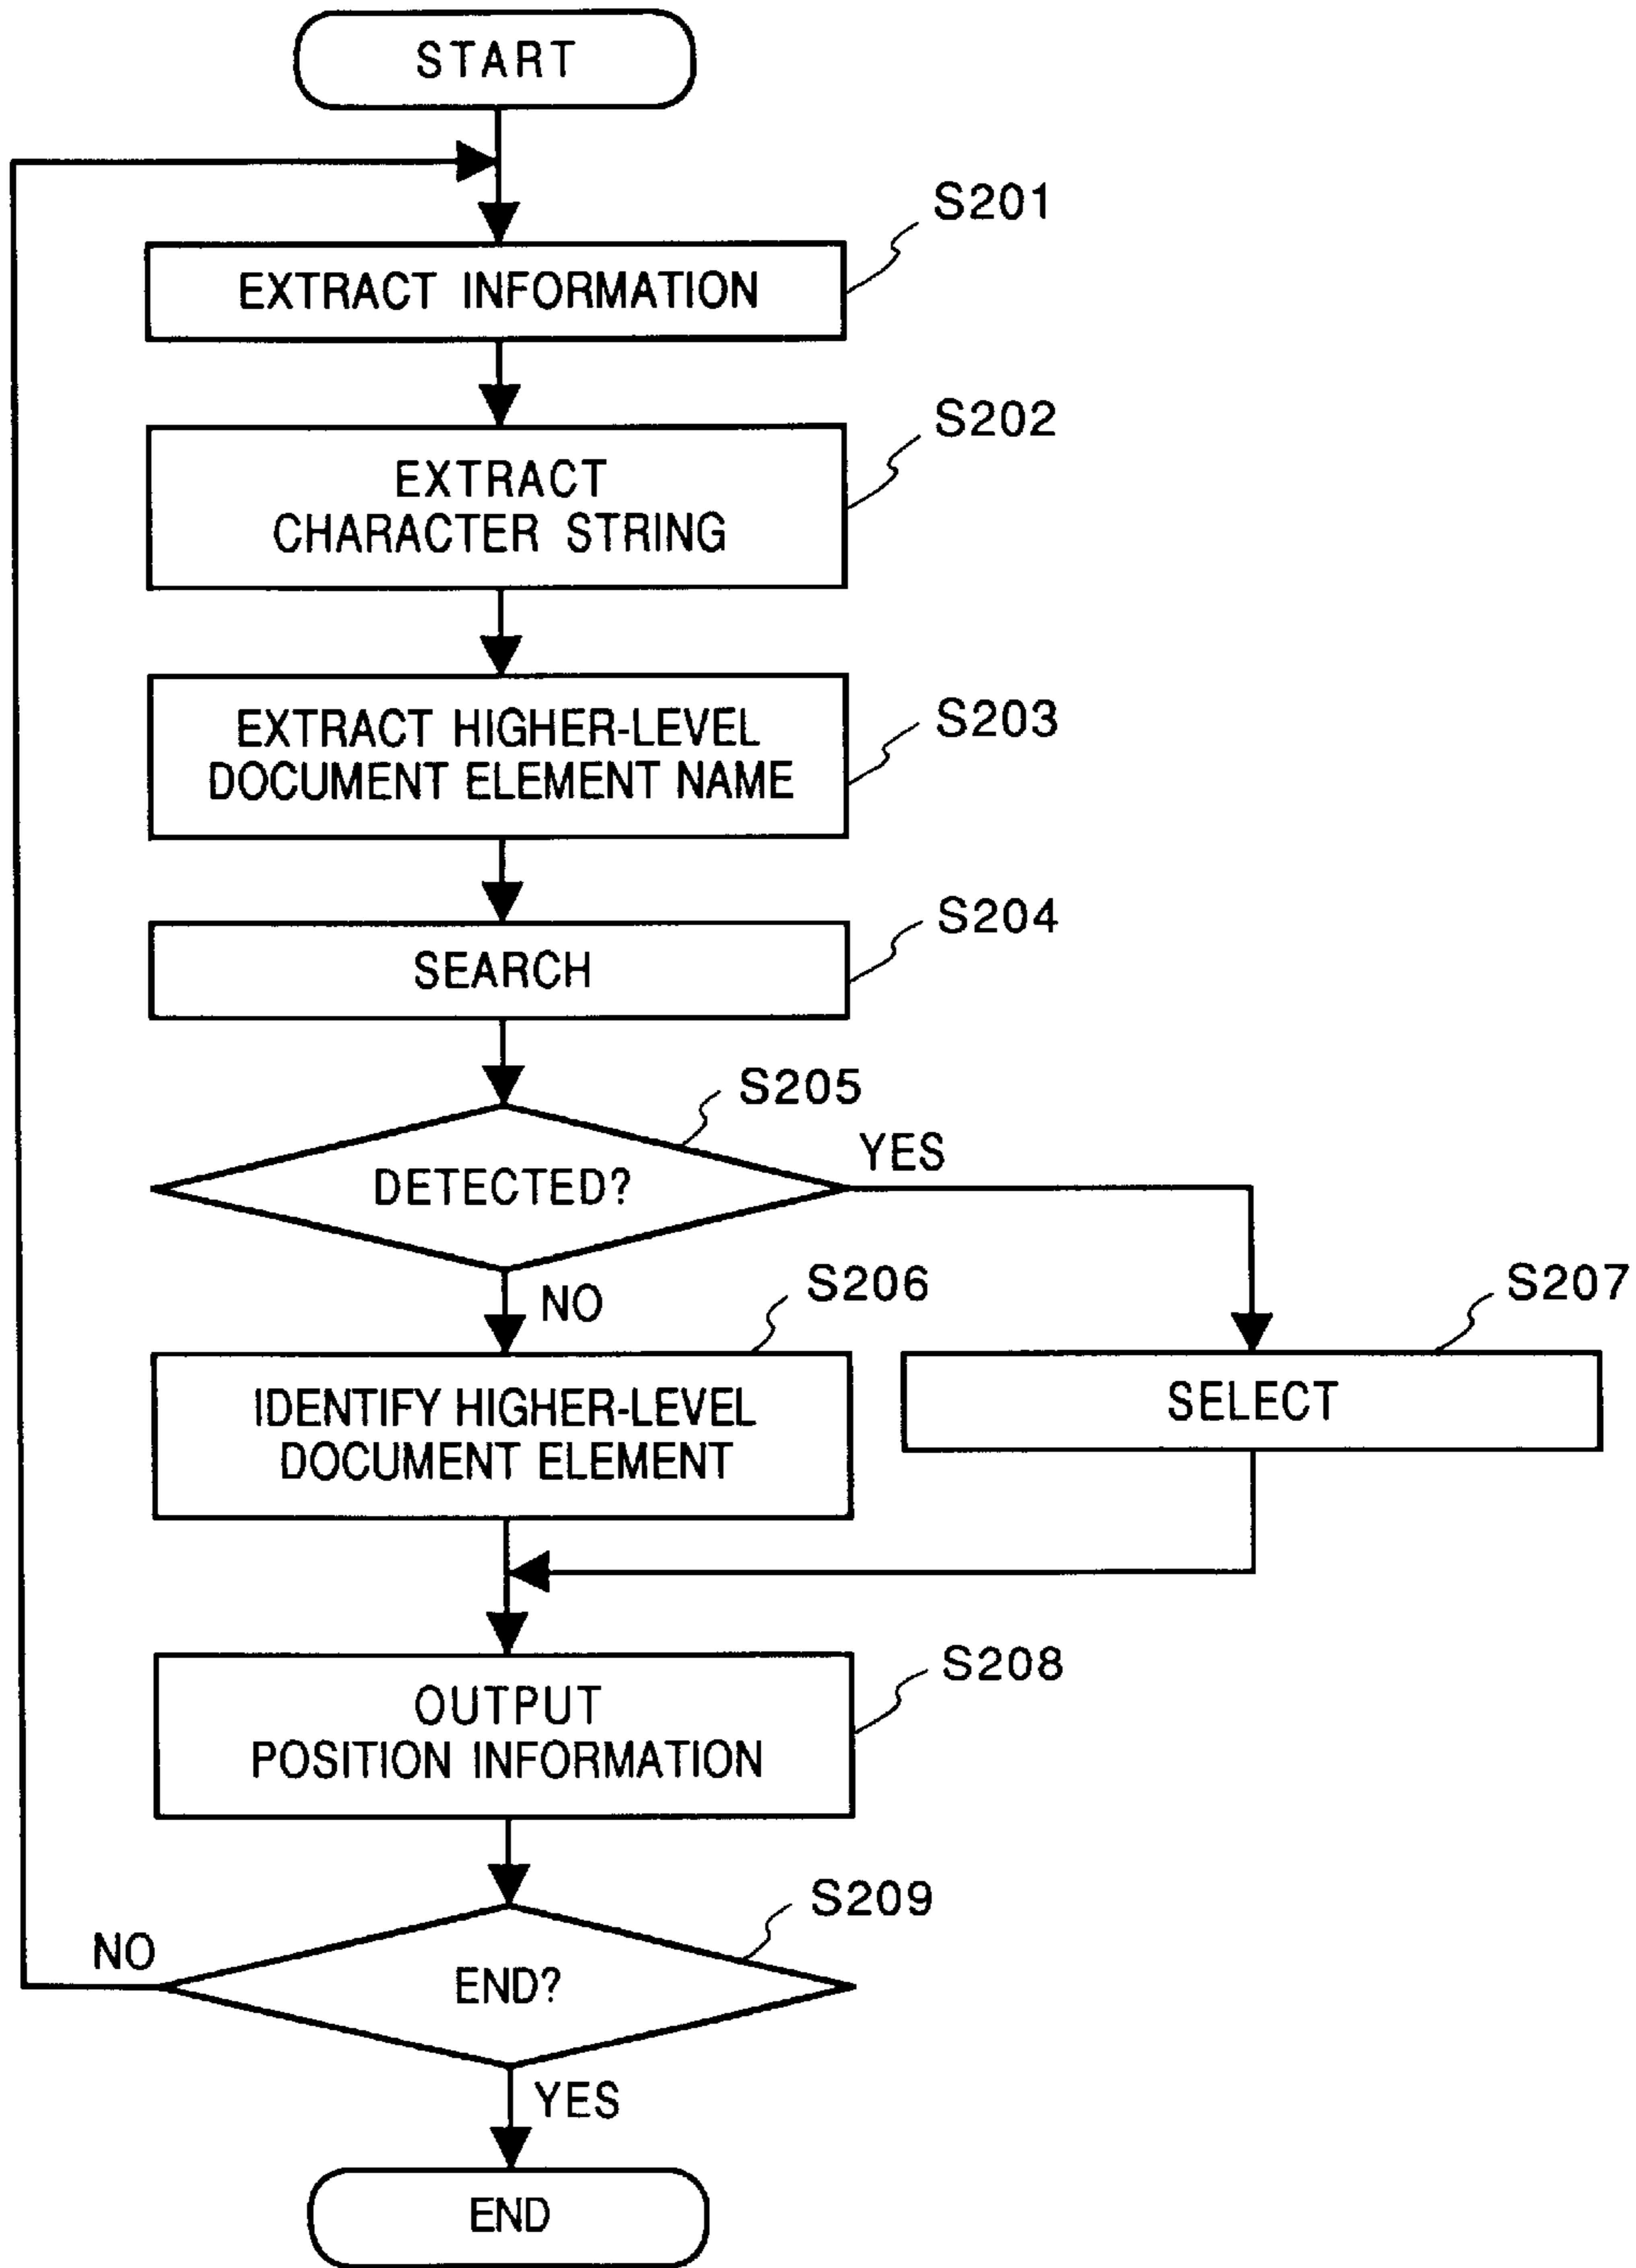 START
S201
EXTRACT INFORMATION
S202
EXTRACT
CHARACTER STRING
S203
EXTRACT HIGHER-LEVEL
DOCUMENT ELEMENT NAME
S204
SEARCH
S205
YES
DETECTED?
NO
S206
S207
IDENTIFY HIGHER-LEVEL
DOCUMENT ELEMENT
SELECT
S208
OUTPUT
POSITION INFORMATION
S209
NO
END?
YES
END